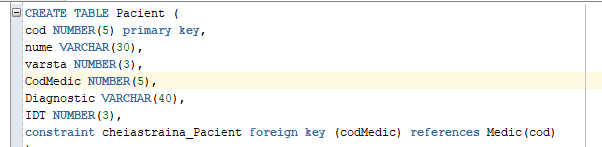 CREATE TABLE Pacient (
cod NUMBER(5) primary key,
nume VARCHAR(30),
varsta NUMBER(3),
CodMedic NUMBER(5),
Diagnostic VARCHAR(40),
IDT NUMBER(3),
constraint cheiastraina_Pacient foreign key (codMedic) references Medic(cod)